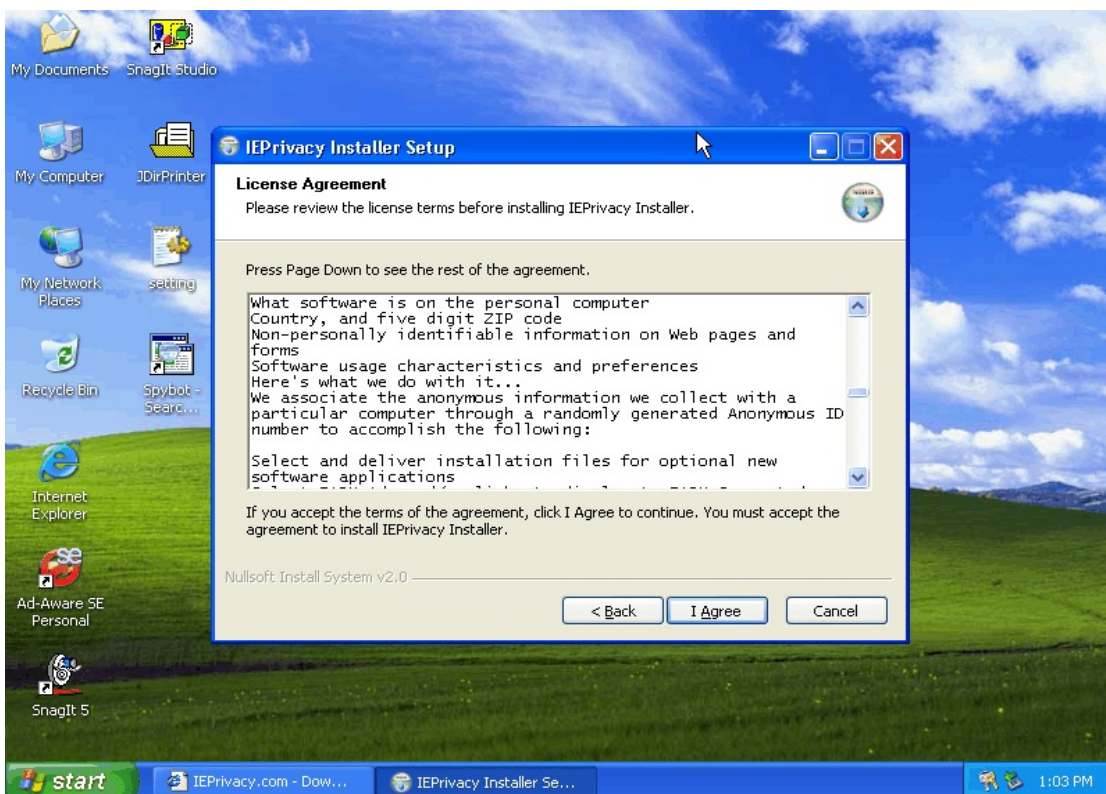 My Documents
SnagIt Studio
My Computer
JDirPrinter
My Network
Places
setting
Recycle Bin
Spybot -
Searc...
Internet
Explorer
Ad-Aware SE
Personal
SnagIt 5
IEPrivacy Installer Setup
License Agreement
Please review the license terms before installing IEPrivacy Installer.
Press Page Down to see the rest of the agreement.
What software is on the personal computer
Country, and five digit ZIP code
Non-personally identifiable information on Web pages and
forms
Software usage characteristics and preferences
Here's what we do with it...
We associate the anonymous information we collect with a
particular computer through a randomly generated Anonymous ID
number to accomplish the following:
Select and deliver installation files for optional new
software applications
If you accept the terms of the agreement, click I Agree to continue. You must accept the
agreement to install IEPrivacy Installer.
Nullsoft Install System v2.0
< Back
I Agree
Cancel
start
IEPrivacy.com - Dow...
IEPrivacy Installer Se...
1:03 PM